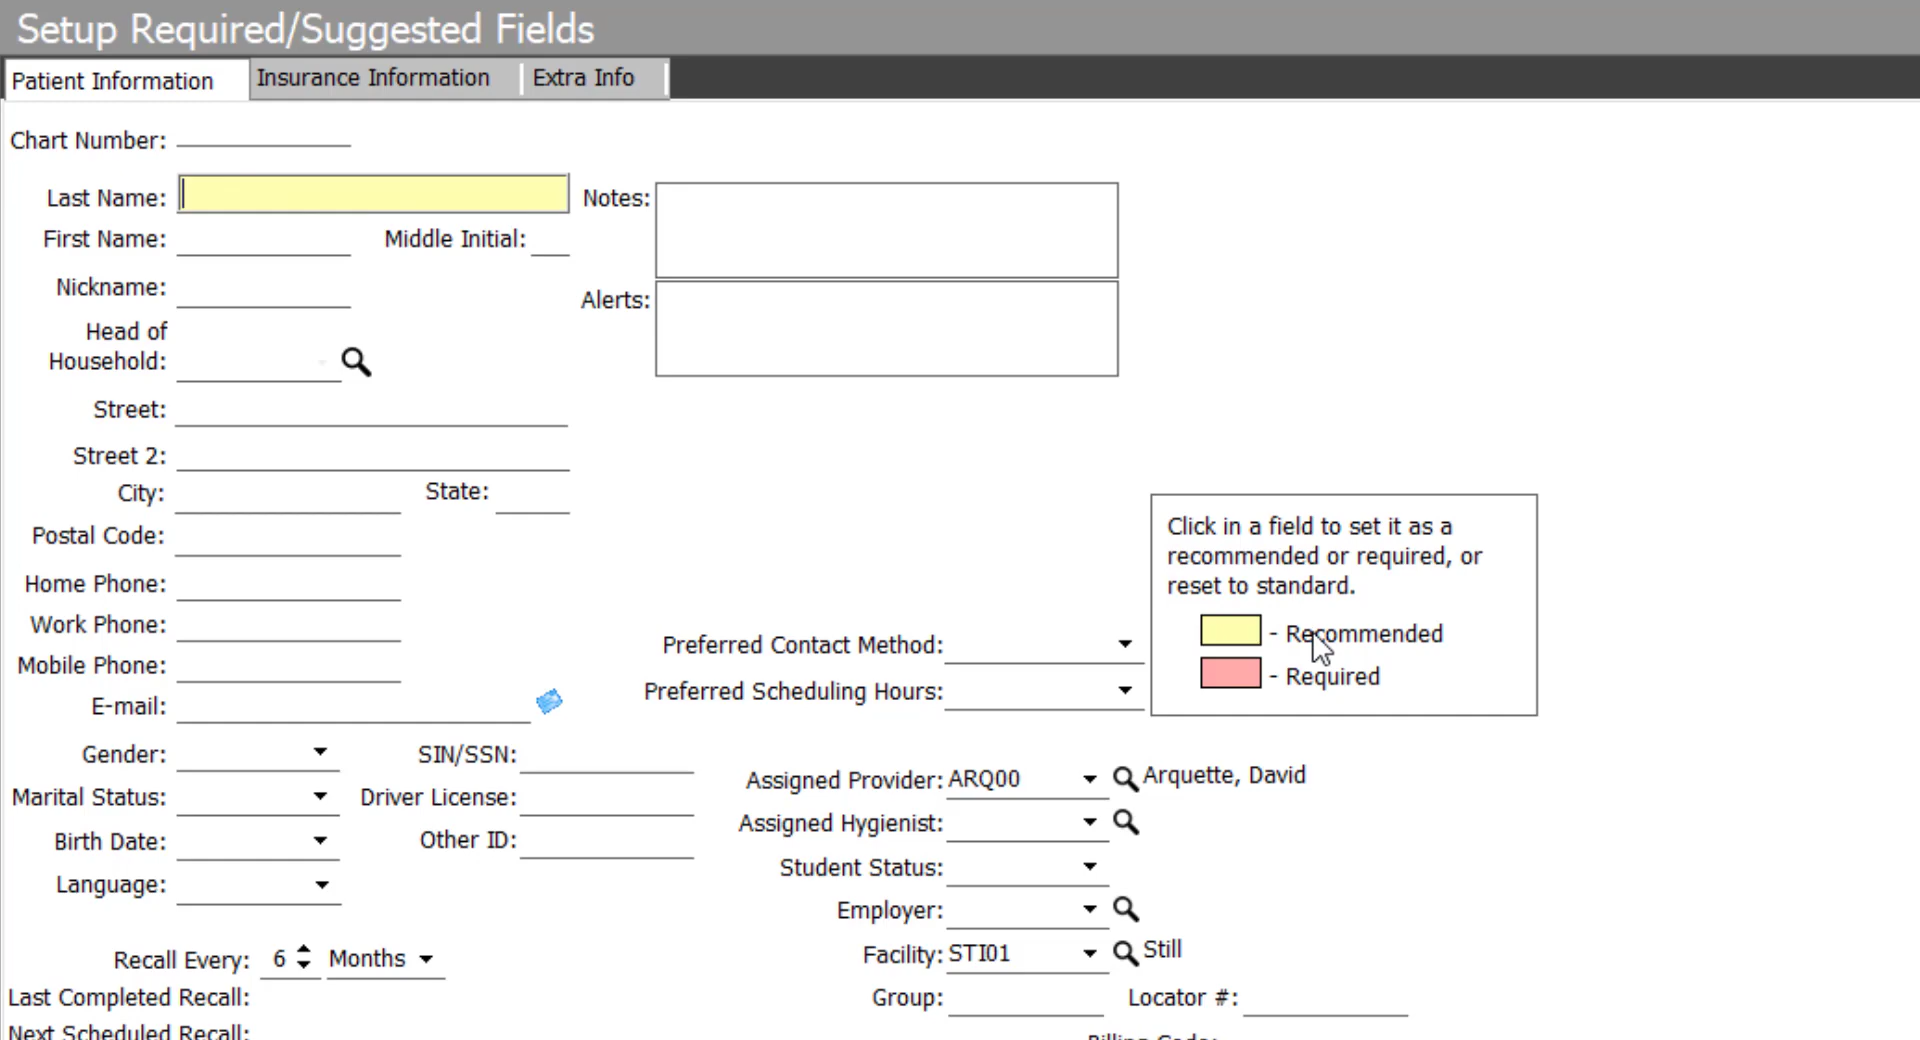 Setup Required/Suggested Fields
Patient Information Insurance Information Extra Info
Chart Number:
Last Name: Notes:
First Name: Middle Initial:
Nickname:
Alerts:
Head of
Household:
Street:
Street 2:
City: State:
Postal Code:
Home Phone:
Work Phone:
Mobile Phone:
E-mail:
Click in a field to set it as a
recommended or required, or
reset to standard.
- Recommended
- Required
Preferred Contact Method:
Preferred Scheduling Hours:
Gender: SIN/SSN:
Marital Status: Driver License:
Birth Date: Other ID:
Language:
Assigned Provider: ARQ00 Arquette, David
Assigned Hygienist:
Student Status:
Employer:
Facility: STI01 Still
Group: Locator #:
Recall Every: 6 Months
Last Completed Recall:
Next Scheduled Recall:
Billing Code: